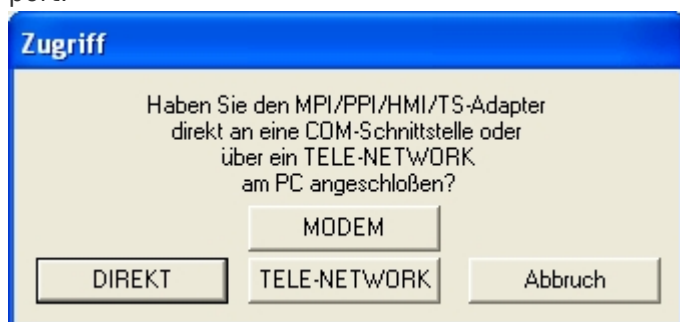 Zugriff
Haben Sie den MPI/PPI/HMI/TS-Adapter
direkt an eine COM-Schnittstelle oder
über ein TELE-NETWORK
am PC angeschloßen?
MODEM
DIREKT TELE-NETWORK Abbruch